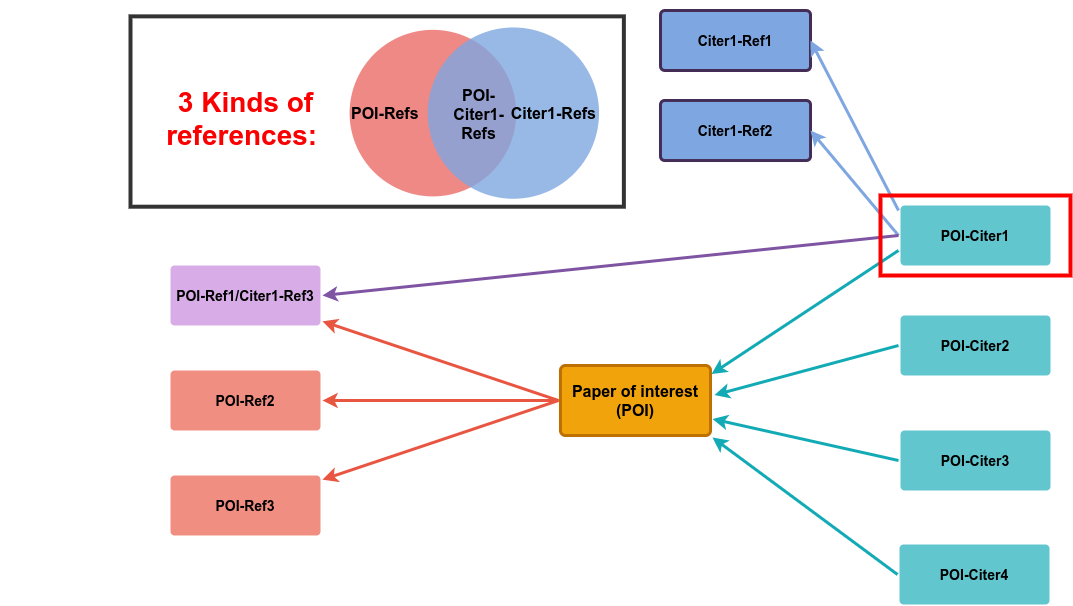 3 Kinds of
references:
POI-Refs
POI-
Citer1-
Refs
Citer1-Refs
Citer1-Ref1
Citer1-Ref2
POI-Citer1
POI-Ref1/Citer1-Ref3
POI-Citer2
Paper of interest
(POI)
POI-Ref2
POI-Citer3
POI-Ref3
POI-Citer4